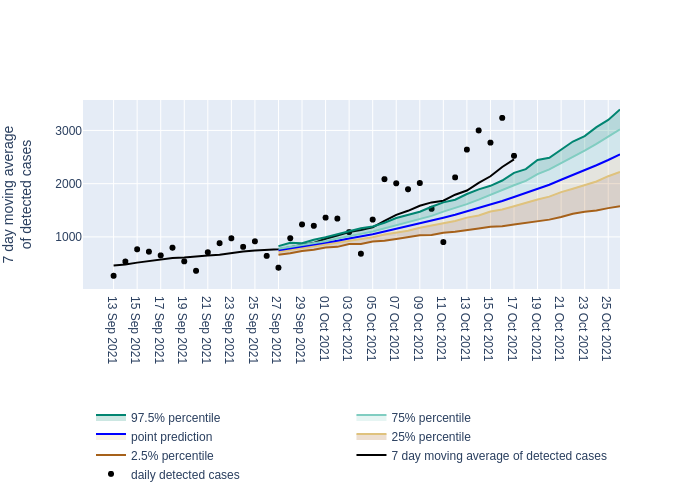 7 day moving average
of detected cases
3000
2000
1000
13 Sep 2021
15 Sep 2021
17 Sep 2021
19 Sep 2021
21 Sep 2021
23 Sep 2021
25 Sep 2021
27 Sep 2021
29 Sep 2021
01 Oct 2021
03 Oct 2021
05 Oct 2021
07 Oct 2021
09 Oct 2021
11 Oct 2021
13 Oct 2021
15 Oct 2021
17 Oct 2021
19 Oct 2021
21 Oct 2021
23 Oct 2021
25 Oct 2021
97.5% percentile
75% percentile
point prediction
25% percentile
2.5% percentile
7 day moving average of detected cases
daily detected cases